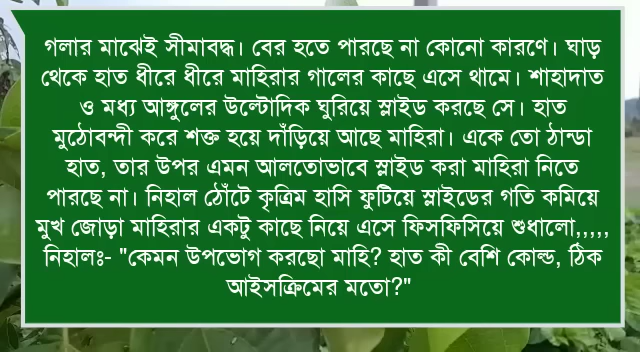 গলার মাঝেই সীমাবদ্ধ। বের হতে পারছে না কোনো কারণে। ঘাড়
থেকে হাত ধীরে ধীরে মাহিরার গালের কাছে এসে থামে। শাহাদাত
ও মধ্য আঙ্গুলের উল্টোদিক ঘুরিয়ে স্লাইড করছে সে। হাত
মুঠোবন্দী করে শক্ত হয়ে দাঁড়িয়ে আছে মাহিরা। একে তো ঠান্ডা
হাত, তার উপর এমন আলতোভাবে স্লাইড করা মাহিরা নিতে
পারছে না। নিহাল ঠোঁটে কৃত্রিম হাসি ফুটিয়ে স্লাইডের গতি কমিয়ে
মুখ জোড়া মাহিরার একটু কাছে নিয়ে এসে ফিসফিসিয়ে শুধালো,,,,,
নিহালঃ- "কেমন উপভোগ করছো মাহি? হাত কী বেশি কোল্ড, ঠিক
আইসক্রিমের মতো?"